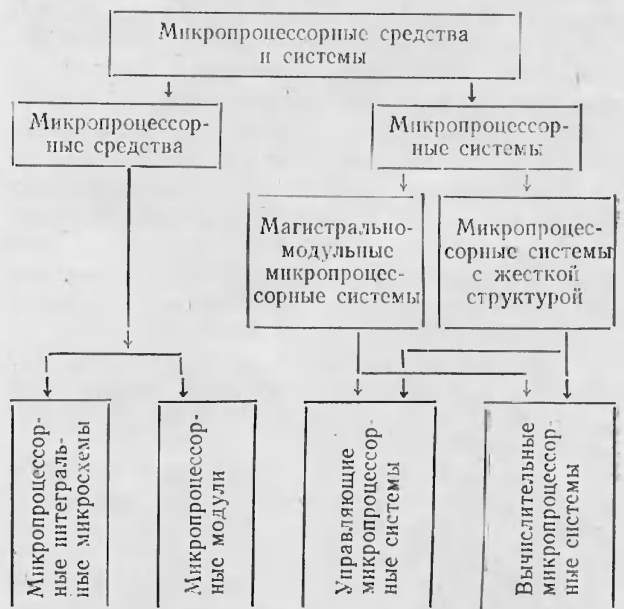 Микропроцессорные средства
и системы
Микропроцессор-
ные средства
Микропроцессор-
ные системы
Магистрально-
модульные
микропроцес-
сорные системы
Микропроцес-
сорные системы
с жесткой
структурой
Микропроцессор-
ные интеграль-
ные микросхемы
Микропроцессор-
ные модули
Управляющие
микропроцессор-
ные системы
Вычислительные
микропроцессор-
ные системы